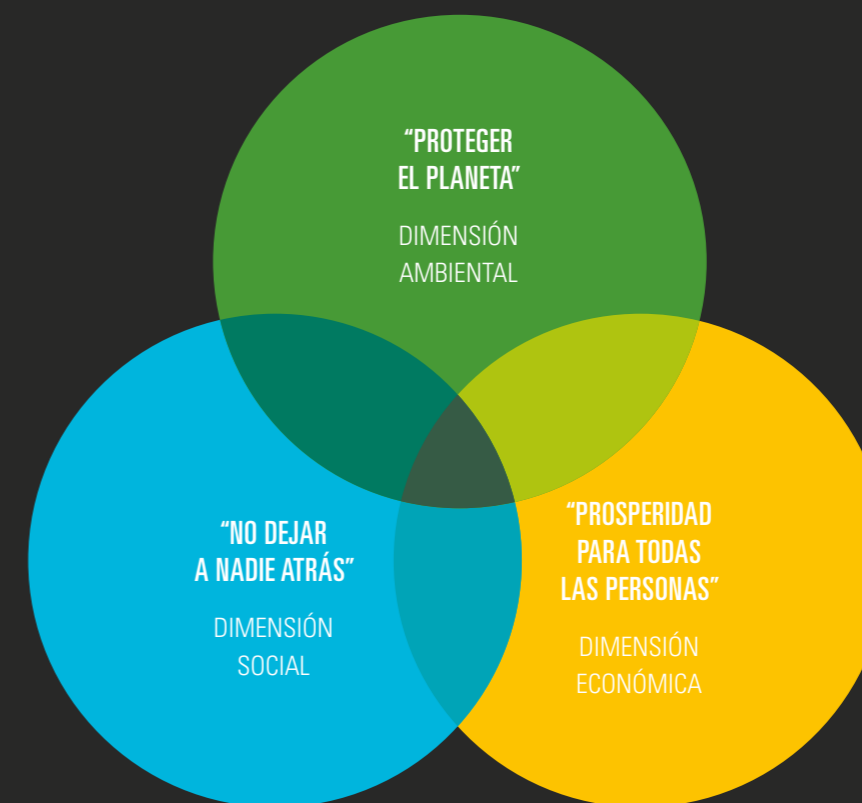 “PROTEGER
EL PLANETA”
DIMENSIÓN
AMBIENTAL
“NO DEJAR
A NADIE ATRÁS”
DIMENSIÓN
SOCIAL
“PROSPERIDAD
PARA TODAS
LAS PERSONAS”
DIMENSIÓN
ECONÓMICA